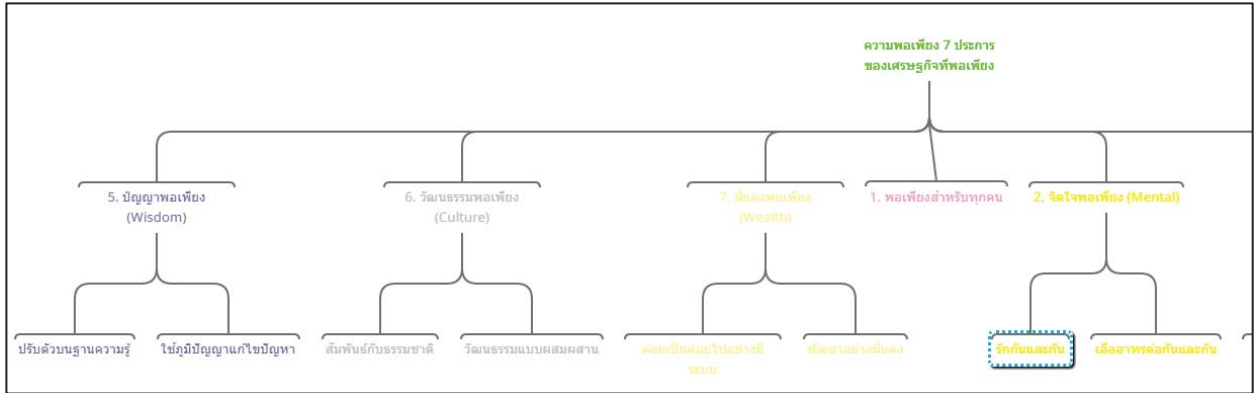 ความพอเพียง 7 ประการ
ของเศรษฐกิจที่พอเพียง
5. ปัญญาพอเพียง
(Wisdom)
6. วัฒนธรรมพอเพียง
(Culture)
7. มั่นคงพอเพียง
(Wealth)
1. พอเพียงสำหรับทุกคน
2. จิตใจพอเพียง (Mental)
ปรับตัวบนฐานความรู้
ใช้ภูมิปัญญาแก้ไขปัญหา
สัมพันธ์กับธรรมชาติ
วัฒนธรรมแบบผสมผสาน
ค่อยเป็นค่อยไปอย่างมี
ระบบ
พัฒนาอย่างมั่นคง
รักกันและกัน
เอื้ออาทรต่อกันและกัน